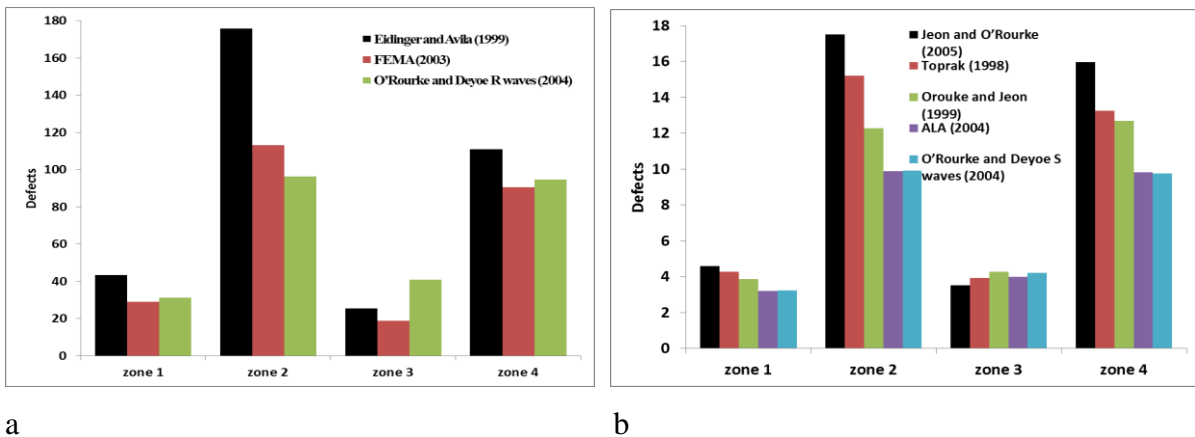 180
160
140
120
100
80
60
40
20
0
Defects
Eidinger and Avila (1999)
FEMA (2003)
O'Rourke and Deyoe R waves (2004)
zone 1 zone 2 zone 3 zone 4
a
18
16
14
12
10
8
6
4
2
0
Defects
Jeon and O'Rourke
(2005)
Toprak (1998)
Orouke and Jeon
(1999)
ALA (2004)
O'Rourke and Deyoe S
waves (2004)
zone 1 zone 2 zone 3 zone 4
b